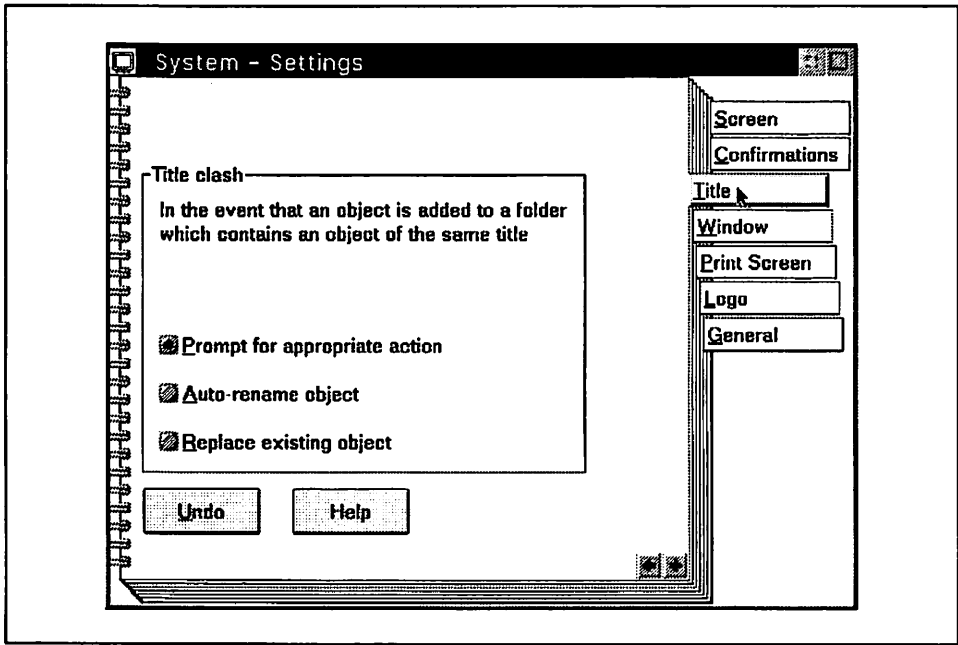 System - Settings
Screen
Confirmations
Title
Window
Print Screen
Logo
General
Title clash
In the event that an object is added to a folder
which contains an object of the same title
Prompt for appropriate action
Auto-rename object
Replace existing object
Undo
Help